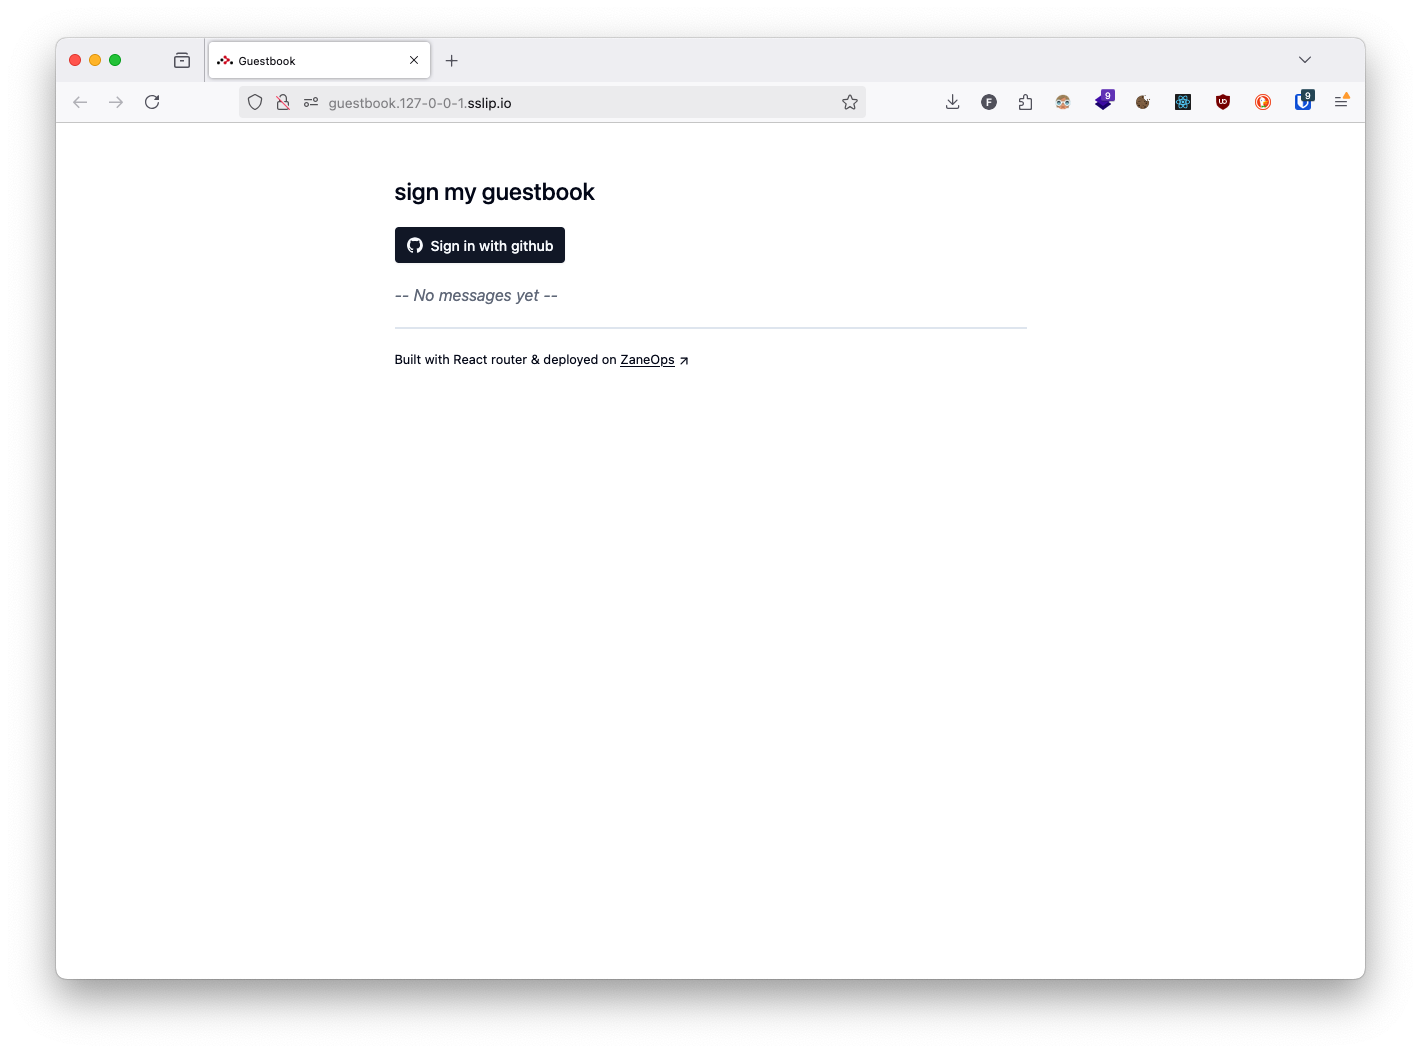 Guestbook
guestbook.127-0-0-1.sslip.io
F
9
UD
9
sign my guestbook
Sign in with github
-- No messages yet --
Built with React router & deployed on ZaneOps